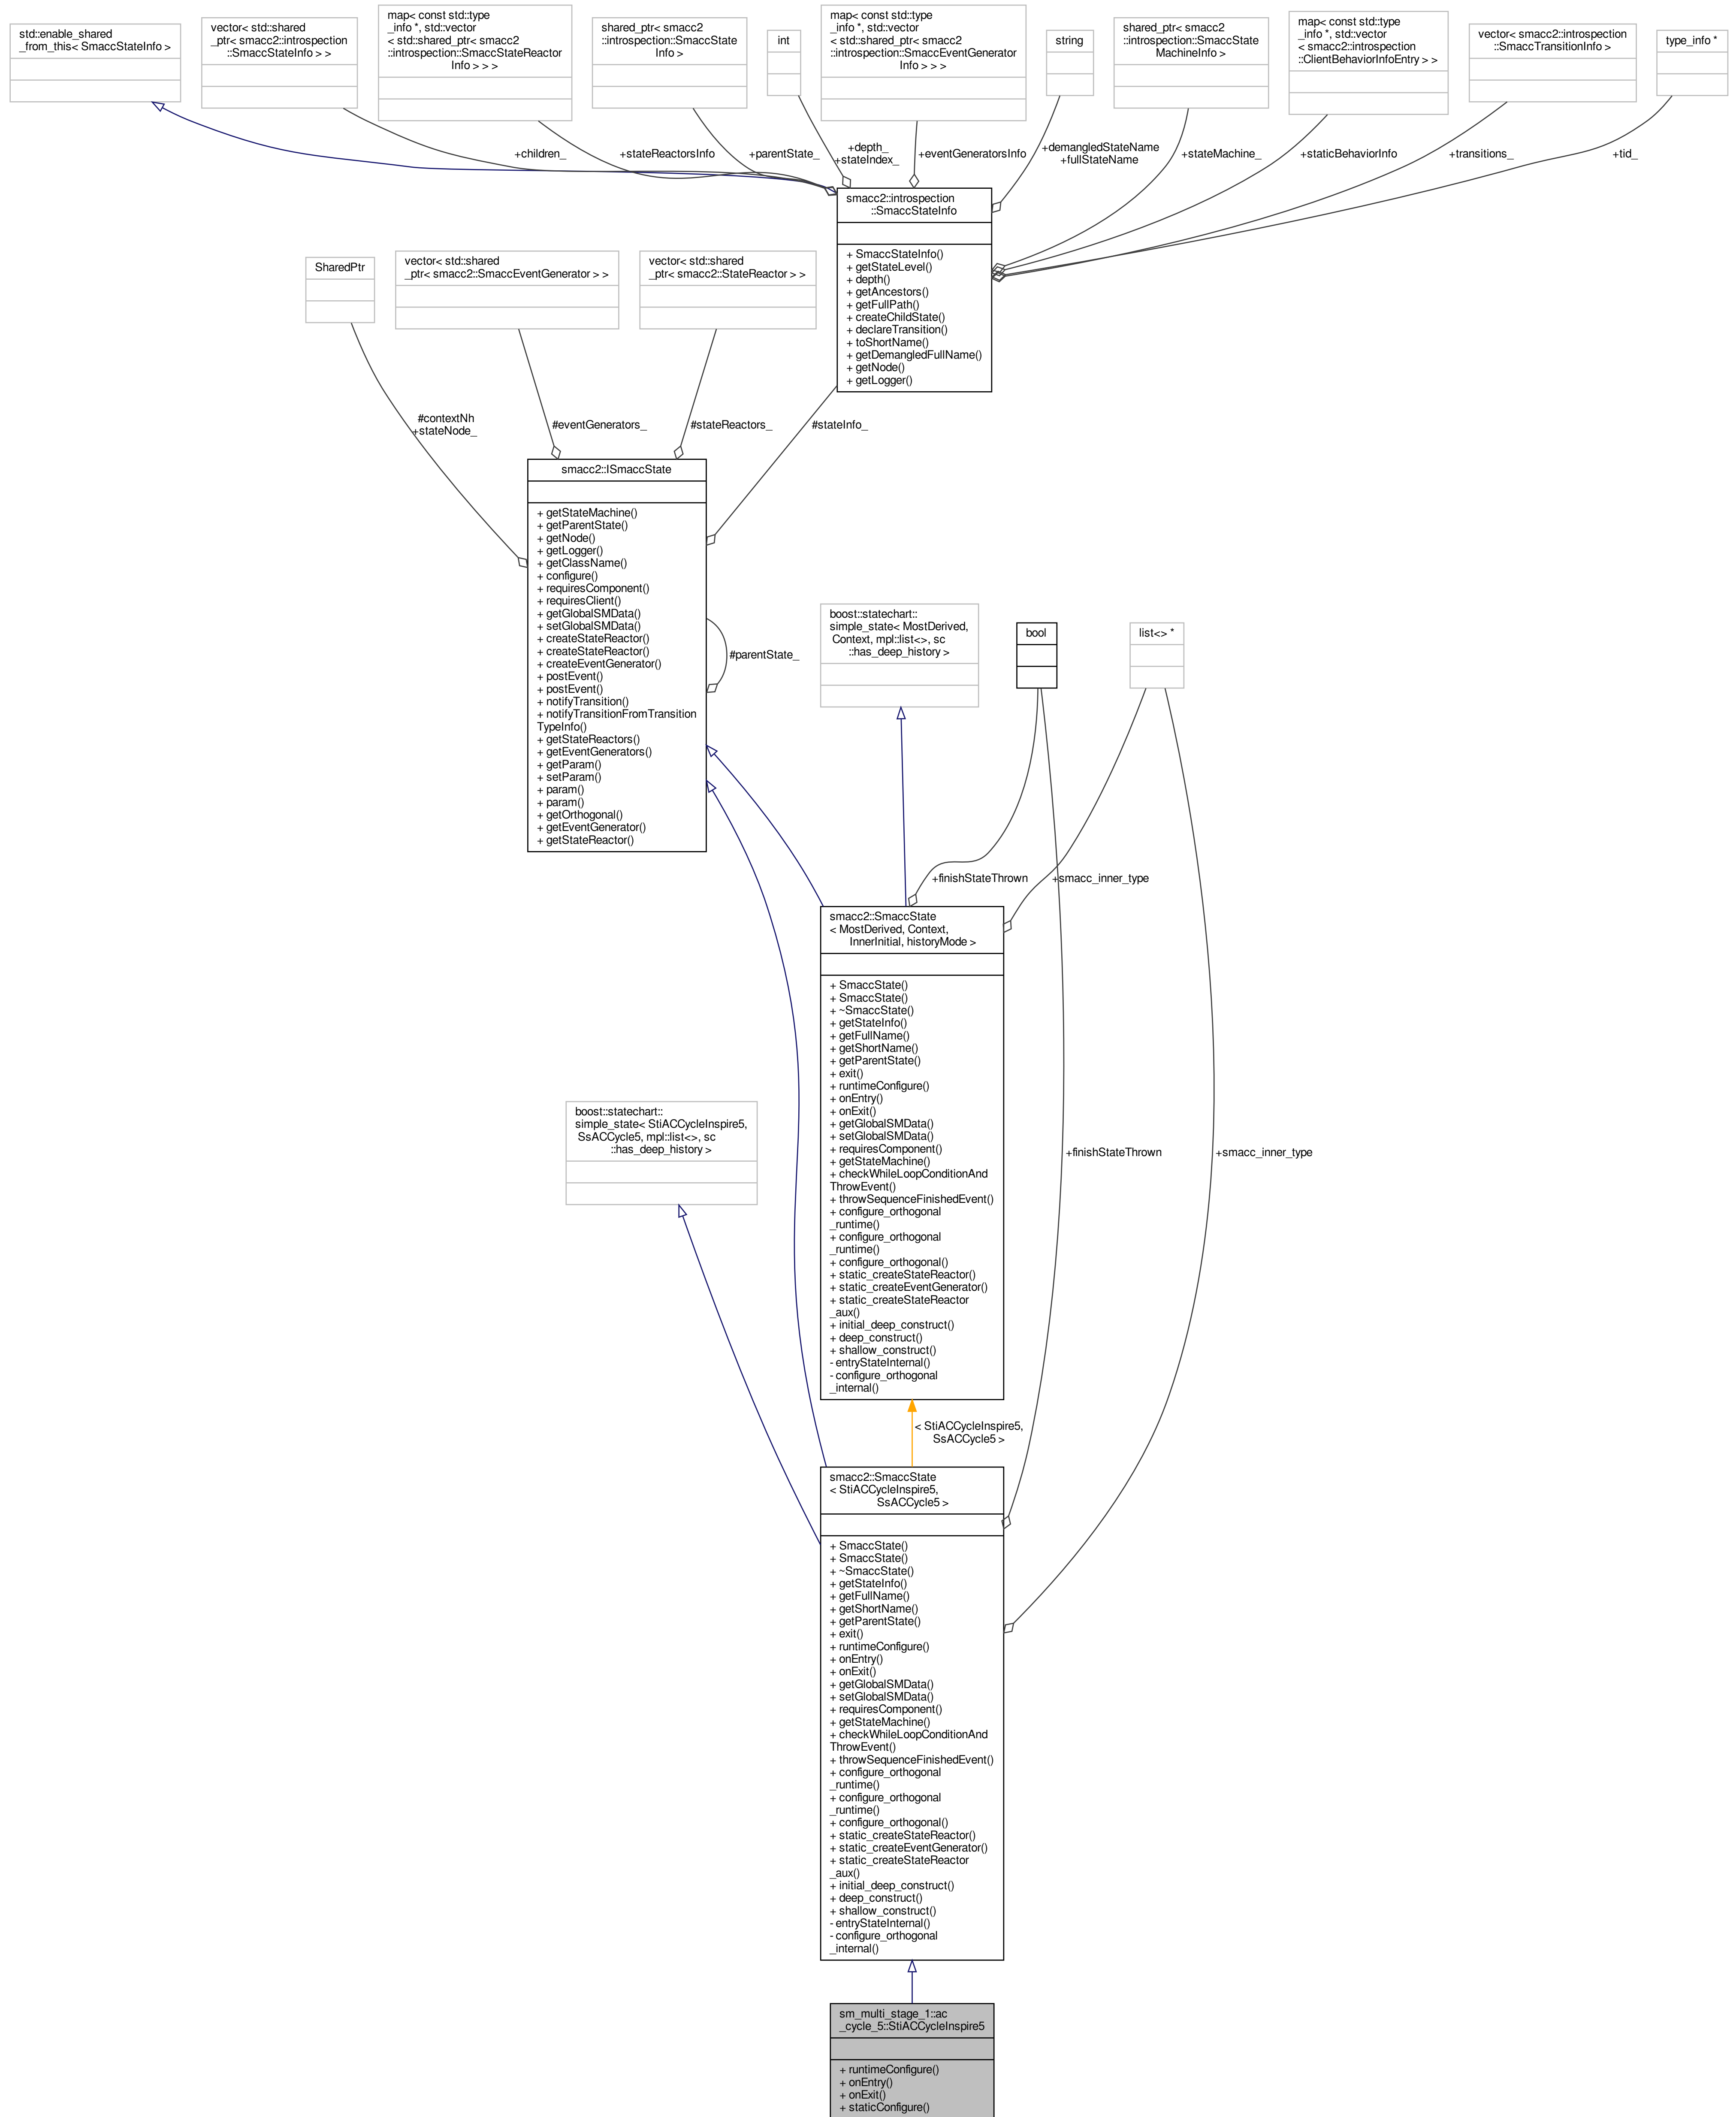 std::enable_shared
_from_this< SmaccStateInfo >
vector< std::shared
_ptr< smacc2::introspection
::SmaccStateInfo > >
map< const std::type
_info *, std::vector
< std::shared_ptr< smacc2
::introspection::SmaccStateReactor
Info > > >
shared_ptr< smacc2
::introspection::SmaccState
Info >
int
map< const std::type
_info *, std::vector
< std::shared_ptr< smacc2
::introspection::SmaccEventGenerator
Info > > >
string
shared_ptr< smacc2
::introspection::SmaccState
MachineInfo >
map< const std::type
_info *, std::vector
< smacc2::introspection
::ClientBehaviorInfoEntry > >
vector< smacc2::introspection
::SmaccTransitionInfo >
type_info *
+children_
+stateReactorsInfo
+parentState_
+depth_
+stateIndex_
+eventGeneratorsInfo
+demangledStateName
+fullStateName
+stateMachine_
+staticBehaviorInfo
+transitions_
+tid_
smacc2::introspection
::SmaccStateInfo
+ SmaccStateInfo()
+ getStateLevel()
+ depth()
+ getAncestors()
+ getFullPath()
+ createChildState()
+ declareTransition()
+ toShortName()
+ getDemangledFullName()
+ getNode()
+ getLogger()
SharedPtr
vector< std::shared
_ptr< smacc2::SmaccEventGenerator > >
vector< std::shared
_ptr< smacc2::StateReactor > >
#contextNh
+stateNode_
#eventGenerators_
#stateReactors_
#stateInfo_
smacc2::ISmaccState
+ getStateMachine()
+ getParentState()
+ getNode()
+ getLogger()
+ getClassName()
+ configure()
+ requiresComponent()
+ requiresClient()
+ getGlobalSMData()
+ setGlobalSMData()
+ createStateReactor()
+ createStateReactor()
+ createEventGenerator()
+ postEvent()
+ postEvent()
+ notifyTransition()
+ notifyTransitionFromTransition
TypeInfo()
+ getStateReactors()
+ getEventGenerators()
+ getParam()
+ setParam()
+ param()
+ param()
+ getOrthogonal()
+ getEventGenerator()
+ getStateReactor()
#parentState_
boost::statechart::
simple_state< MostDerived,
Context, mpl::list<>, sc
::has_deep_history >
bool
list<> *
+finishStateThrown
+smacc_inner_type
smacc2::SmaccState
< MostDerived, Context,
InnerInitial, historyMode >
+ SmaccState()
+ SmaccState()
+ ~SmaccState()
+ getStateInfo()
+ getFullName()
+ getShortName()
+ getParentState()
+ exit()
+ runtimeConfigure()
+ onEntry()
+ onExit()
+ getGlobalSMData()
+ setGlobalSMData()
+ requiresComponent()
+ getStateMachine()
+ checkWhileLoopConditionAnd
ThrowEvent()
+ throwSequenceFinishedEvent()
+ configure_orthogonal
_runtime()
+ configure_orthogonal
_runtime()
+ configure_orthogonal()
+ static_createStateReactor()
+ static_createEventGenerator()
+ static_createStateReactor
_aux()
+ initial_deep_construct()
+ deep_construct()
+ shallow_construct()
- entryStateInternal()
- configure_orthogonal
_internal()
boost::statechart::
simple_state< StiACCycleInspire5,
SsACCycle5, mpl::list<>, sc
::has_deep_history >
+finishStateThrown
+smacc_inner_type
< StiACCycleInspire5,
SsACCycle5 >
smacc2::SmaccState
< StiACCycleInspire5,
SsACCycle5 >
+ SmaccState()
+ SmaccState()
+ ~SmaccState()
+ getStateInfo()
+ getFullName()
+ getShortName()
+ getParentState()
+ exit()
+ runtimeConfigure()
+ onEntry()
+ onExit()
+ getGlobalSMData()
+ setGlobalSMData()
+ requiresComponent()
+ getStateMachine()
+ checkWhileLoopConditionAnd
ThrowEvent()
+ throwSequenceFinishedEvent()
+ configure_orthogonal
_runtime()
+ configure_orthogonal
_runtime()
+ configure_orthogonal()
+ static_createStateReactor()
+ static_createEventGenerator()
+ static_createStateReactor
_aux()
+ initial_deep_construct()
+ deep_construct()
+ shallow_construct()
- entryStateInternal()
- configure_orthogonal
_internal()
sm_multi_stage_1::ac
_cycle_5::StiACCycleInspire5
+ runtimeConfigure()
+ onEntry()
+ onExit()
+ staticConfigure()